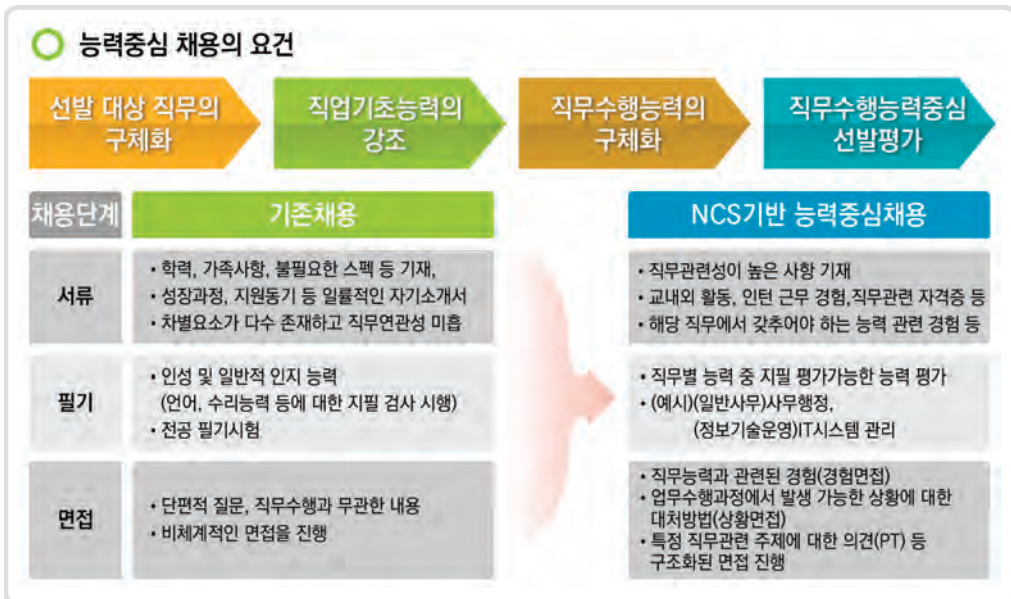 능력중심 채용의 요건
선발 대상 직무의
구체화
직업기초능력의
강조
직무수행능력의
구체화
직무수행능력중심
선발평가
채용단계
기존채용
NCS기반 능력중심채용
서류
• 학력, 가족사항, 불필요한 스펙 등 기재,
• 성장과정, 지원동기 등 일률적인 자기소개서
• 차별요소가 다수 존재하고 직무연관성 미흡
• 직무관련성이 높은 사항 기재
• 교내외 활동, 인턴 근무 경험,직무관련 자격증 등
• 해당 직무에서 갖추어야 하는 능력 관련 경험 등
필기
• 인성 및 일반적 인지 능력
(언어, 수리능력 등에 대한 지필 검사 시행)
• 전공 필기시험
• 직무별 능력 중 지필 평가가능한 능력 평가
• (예시)(일반사무)사무행정,
(정보기술운영)IT시스템 관리
면접
• 단편적 질문, 직무수행과 무관한 내용
• 비체계적인 면접을 진행
• 직무능력과 관련된 경험(경험면접)
• 업무수행과정에서 발생 가능한 상황에 대한
대처방법(상황면접)
• 특정 직무관련 주제에 대한 의견(PT) 등
구조화된 면접 진행